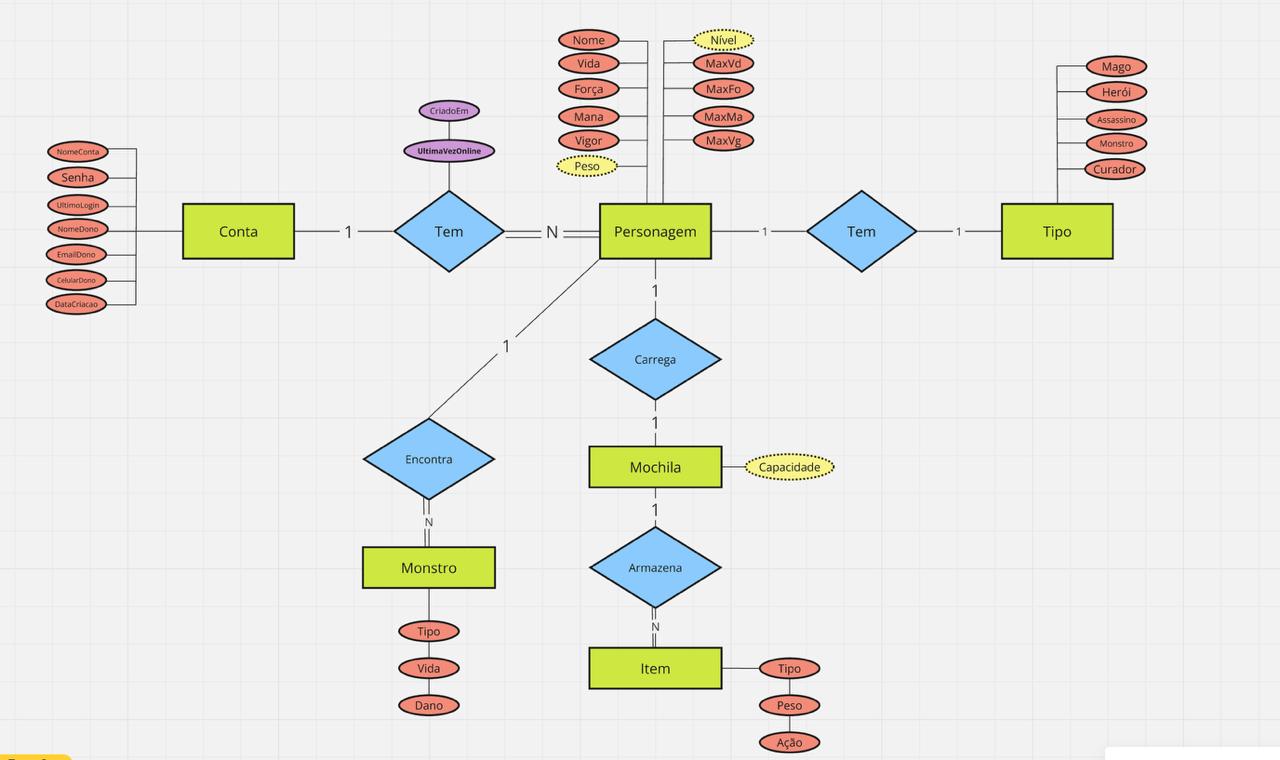 Nome
Vida
Força
Mana
Vigor
Peso
Nível
MaxVd
MaxFo
MaxMa
MaxVg
Mago
Herói
Assassino
Monstro
Curador
CriadoEm
UltimaVezOnline
NomeConta
Senha
UltimoLogin
NomeDono
EmailDono
CelularDono
DataCriacao
Conta
1
Tem
N
Personagem
1
Tem
1
Tipo
1
1
Carrega
1
Encontra
Mochila
Capacidade
1
N
Monstro
Armazena
N
Tipo
Vida
Dano
Item
Tipo
Peso
Ação